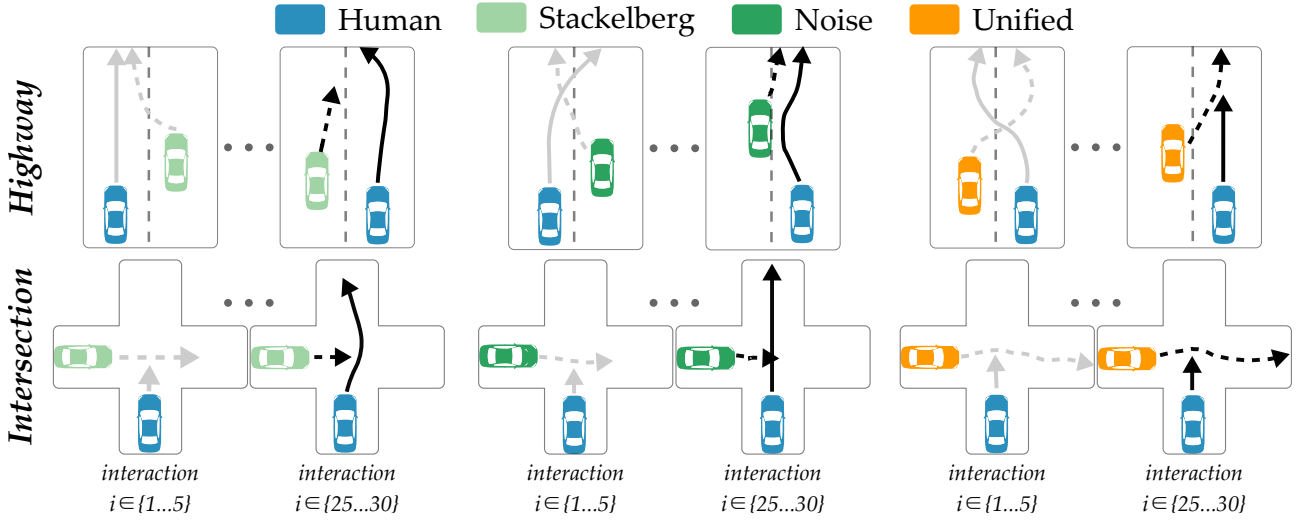 Human Stackelberg Noise Unified
Highway
Intersection
interaction interaction interaction interaction interaction interaction
i∈{1...5} i∈{25...30} i∈{1...5} i∈{25...30} i∈{1...5} i∈{25...30}